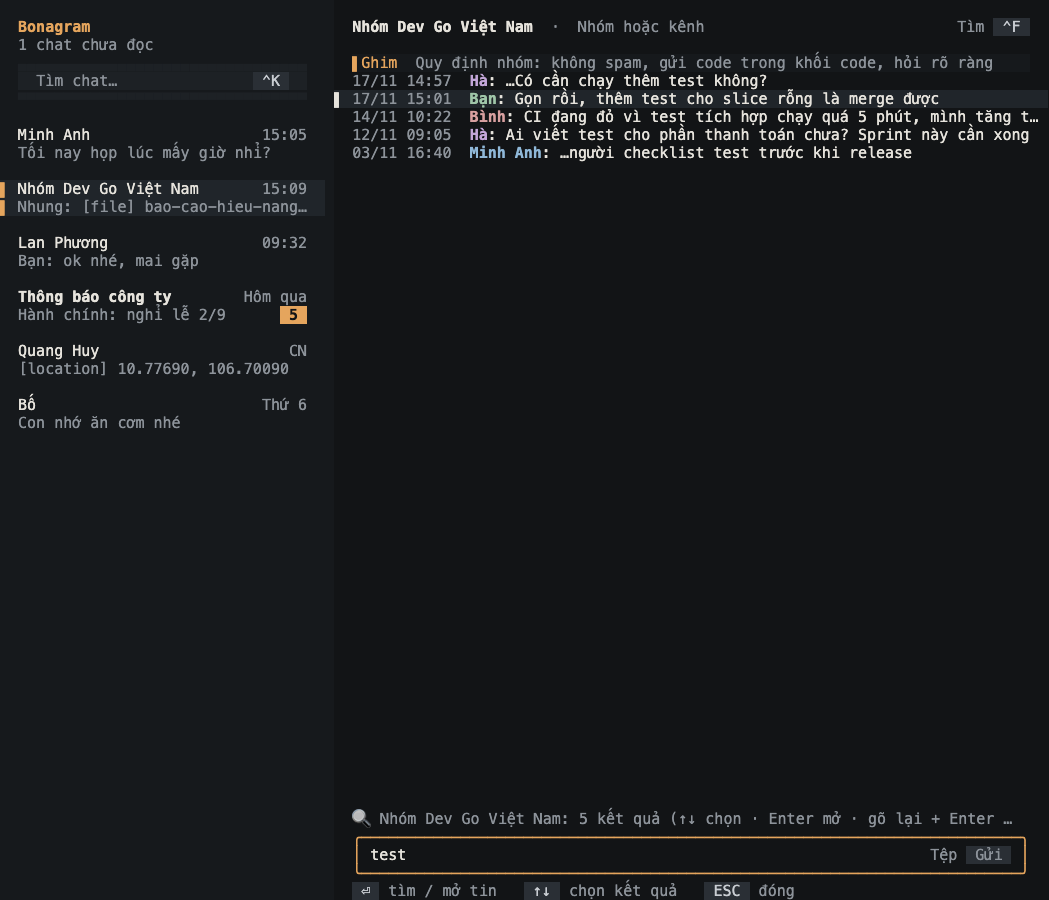 Bonagram
1 chat chưa đọc
Tìm chat… ^K
Minh Anh 15:05
Tối nay họp lúc mấy giờ nhỉ?
Nhóm Dev Go Việt Nam 15:09
Nhung: [file] bao-cao-hieu-nang…
Lan Phương 09:32
Bạn: ok nhé, mai gặp
Thông báo công ty Hôm qua
Hành chính: nghỉ lễ 2/9 5
Quang Huy CN
[location] 10.77690, 106.70090
Bố Thứ 6
Con nhớ ăn cơm nhé
Nhóm Dev Go Việt Nam · Nhóm hoặc kênh Tìm ^F
Ghim Quy định nhóm: không spam, gửi code trong khối code, hỏi rõ ràng
17/11 14:57 Hà: …Có cần chạy thêm test không?
17/11 15:01 Bạn: Gọn rồi, thêm test cho slice rỗng là merge được
14/11 10:22 Bình: CI đang đỏ vì test tích hợp chạy quá 5 phút, mình tăng t…
12/11 09:05 Hà: Ai viết test cho phần thanh toán chưa? Sprint này cần xong
03/11 16:40 Minh Anh: …người checklist test trước khi release
Nhóm Dev Go Việt Nam: 5 kết quả (↑↓ chọn · Enter mở · gõ lại + Enter …
test Tệp Gửi
⏎ tìm / mở tin ↑↓ chọn kết quả ESC đóng